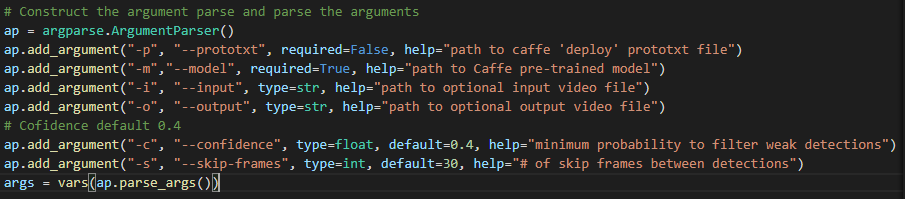 # Construct the argument parse and parse the arguments
ap = argparse.ArgumentParser()
ap.add_argument("-p", "--prototxt", required=False, help="path to caffe 'deploy' prototxt file")
ap.add_argument("-m","--model", required=True, help="path to Caffe pre-trained model")
ap.add_argument("-i", "--input", type=str, help="path to optional input video file")
ap.add_argument("-o", "--output", type=str, help="path to optional output video file")
# Cofidence default 0.4
ap.add_argument("-c", "--confidence", type=float, default=0.4, help="minimum probability to filter weak detections")
ap.add_argument("-s", "--skip-frames", type=int, default=30, help="# of skip frames between detections")
args = vars(ap.parse_args())